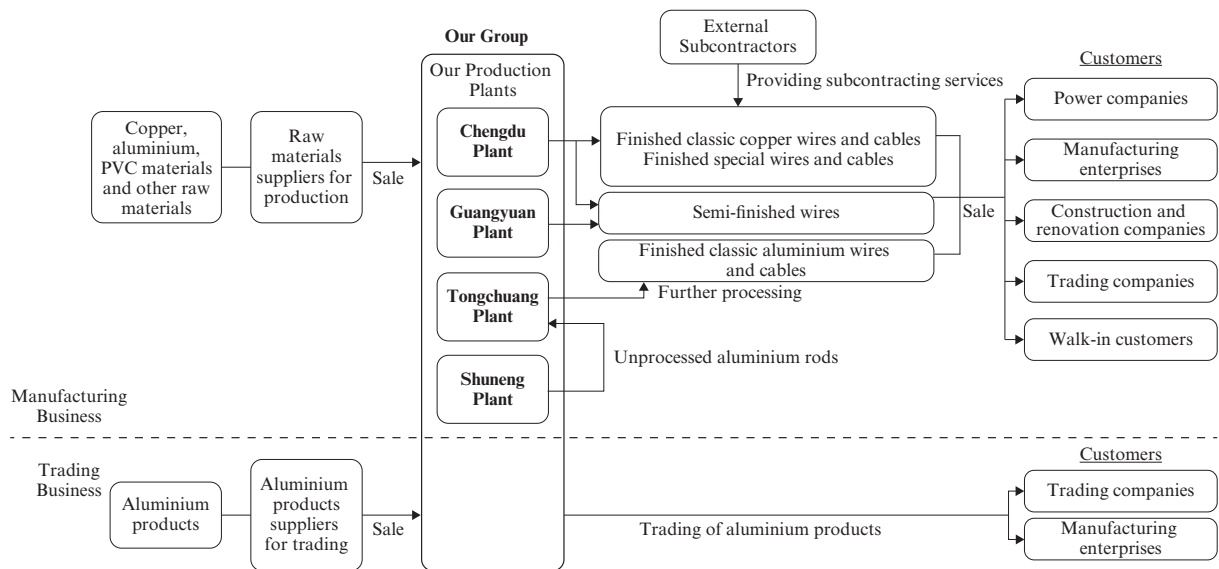 Our Group
External
Subcontractors
Customers
Our Production
Plants
Providing subcontracting services
Copper,
aluminium,
PVC materials
and other raw
materials
Raw
materials
suppliers for
production
Sale
Chengdu
Plant
Finished classic copper wires and cables
Finished special wires and cables
Power companies
Manufacturing
enterprises
Guangyuan
Plant
Semi-finished wires
Sale
Construction and
renovation companies
Finished classic aluminium wires
and cables
Tongchuang
Plant
Further processing
Trading companies
Unprocessed aluminium rods
Walk-in customers
Shuneng
Plant
Manufacturing
Business
Trading
Business
Customers
Aluminium
products
Aluminium
products
suppliers
for trading
Sale
Trading of aluminium products
Trading companies
Manufacturing
enterprises